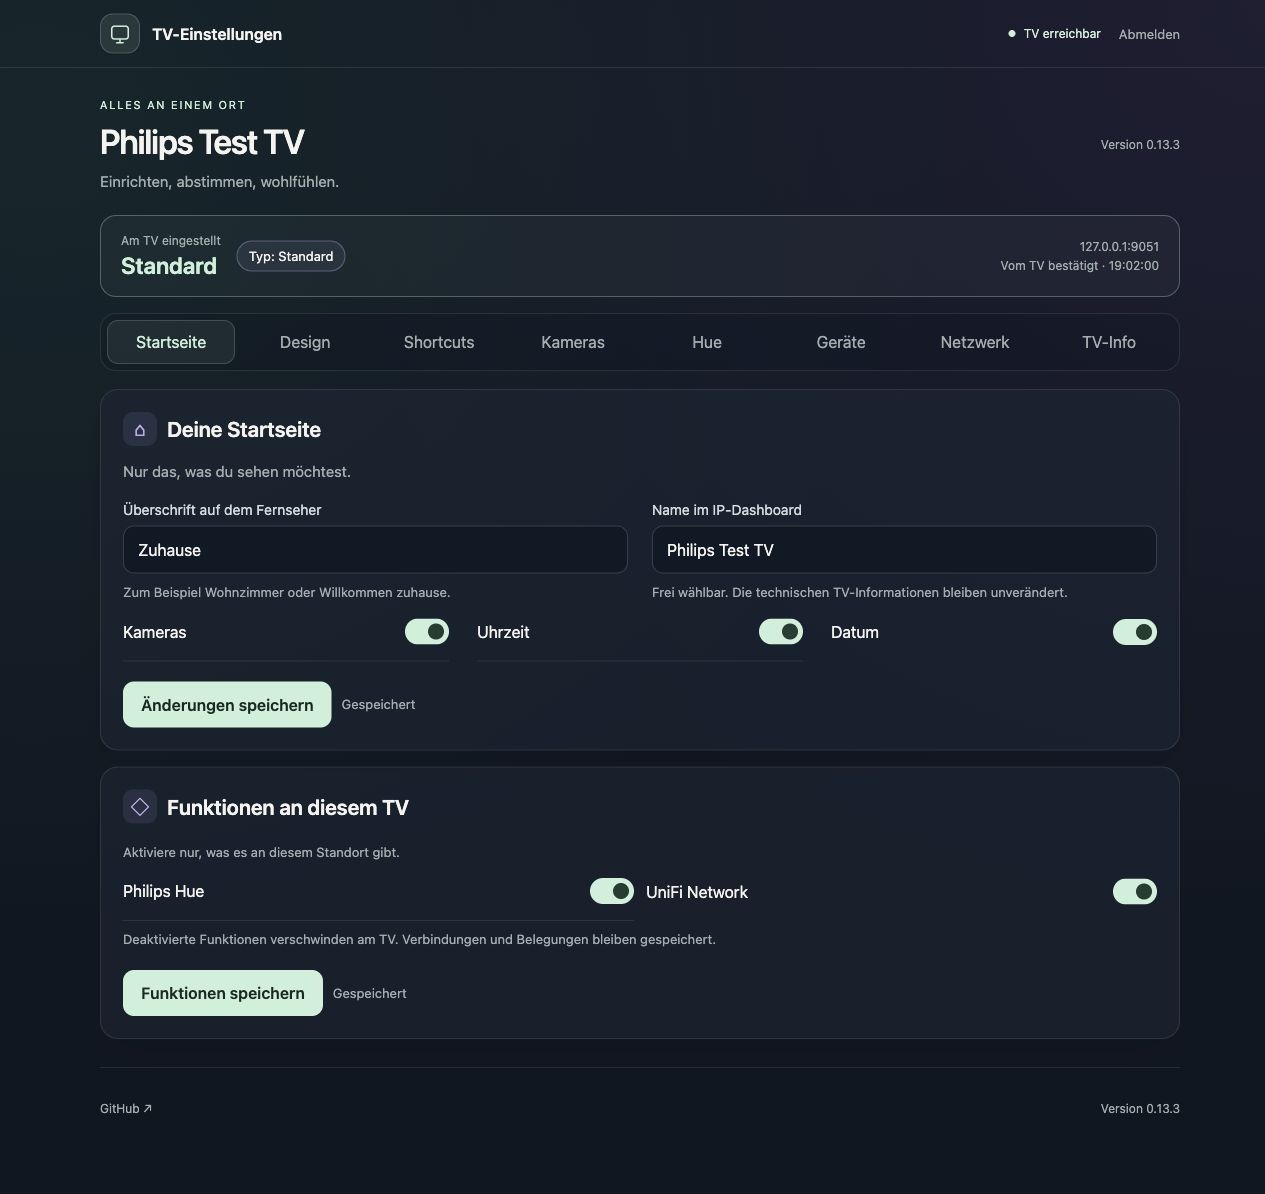 TV-Einstellungen
TV erreichbar
Abmelden
ALLES AN EINEM ORT
Philips Test TV
Version 0.13.3
Einrichten, abstimmen, wohlfühlen.
Am TV eingestellt
Standard
Typ: Standard
127.0.0.1:9051
Vom TV bestätigt · 19:02:00
Startseite
Design
Shortcuts
Kameras
Hue
Geräte
Netzwerk
TV-Info
Deine Startseite
Nur das, was du sehen möchtest.
Überschrift auf dem Fernseher
Zuhause
Zum Beispiel Wohnzimmer oder Willkommen zuhause.
Name im IP-Dashboard
Philips Test TV
Frei wählbar. Die technischen TV-Informationen bleiben unverändert.
Kameras
Uhrzeit
Datum
Änderungen speichern
Gespeichert
Funktionen an diesem TV
Aktiviere nur, was es an diesem Standort gibt.
Philips Hue
UniFi Network
Deaktivierte Funktionen verschwinden am TV. Verbindungen und Belegungen bleiben gespeichert.
Funktionen speichern
Gespeichert
GitHub ↗
Version 0.13.3